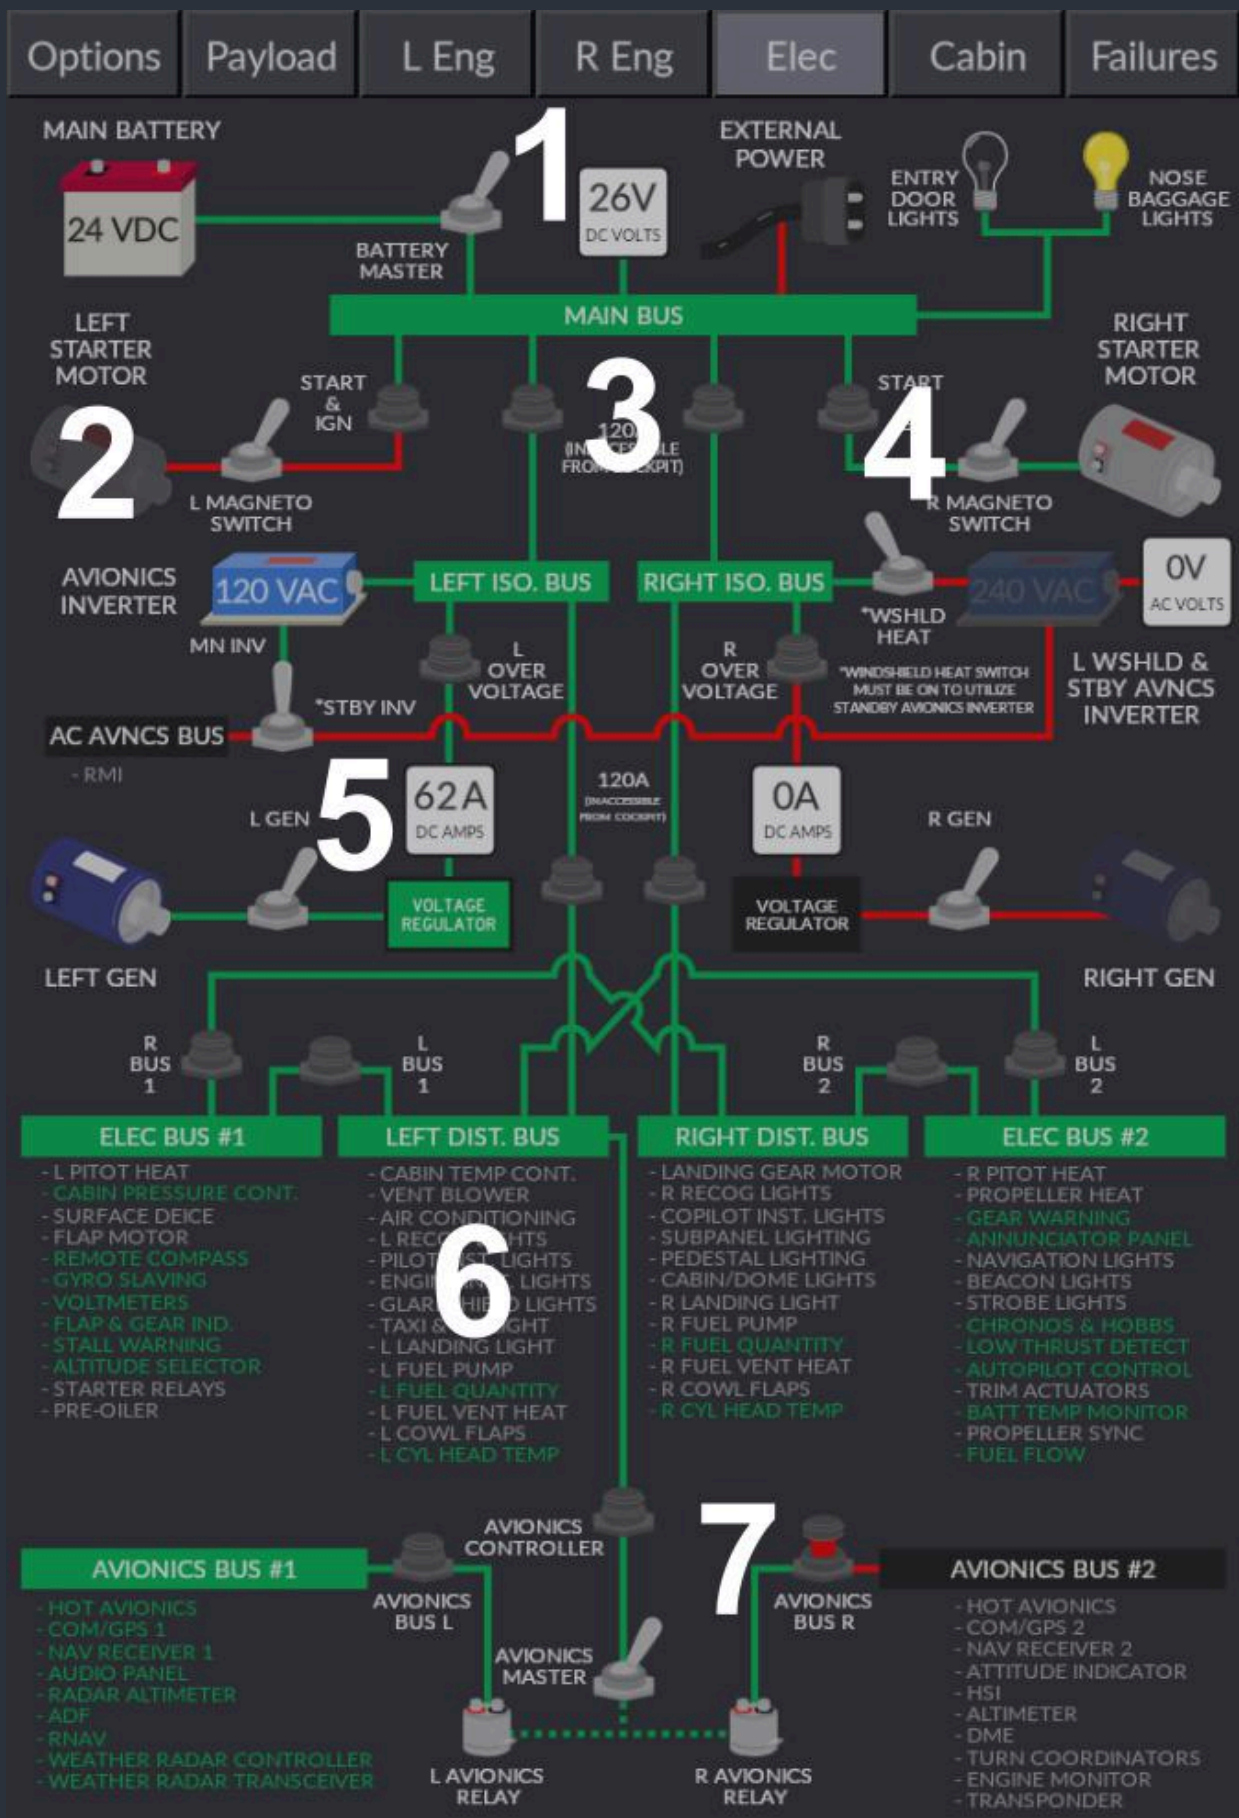 Options Payload L Eng R Eng Elec Cabin Failures
MAIN BATTERY
24 VDC
BATTERY
MASTER
1
26V
DC VOLTS
EXTERNAL
POWER
ENTRY
DOOR
LIGHTS
NOSE
BAGGAGE
LIGHTS
MAIN BUS
LEFT
STARTER
MOTOR
2
START
&
IGN
L MAGNETO
SWITCH
3
FROM
START
4
R MAGNETO
SWITCH
RIGHT
STARTER
MOTOR
AVIONICS
INVERTER
120 VAC
MN INV
LEFT ISO. BUS
RIGHT ISO. BUS
*WSHLD
HEAT
240 VAC
0V
AC VOLTS
L
OVER
VOLTAGE
R
OVER
VOLTAGE
*WINDSHIELD HEAT SWITCH
MUST BE ON TO UTILIZE
STANDBY AVIONICS INVERTER
L WSHLD &
STBY AVNCS
INVERTER
*STBY INV
AC AVNCS BUS
- RMI
5
L GEN
62A
DC AMPS
120A
(INACCESSIBLE
FROM COCKPIT)
0A
DC AMPS
R GEN
VOLTAGE
REGULATOR
VOLTAGE
REGULATOR
LEFT GEN
RIGHT GEN
R
BUS
1
L
BUS
1
R
BUS
2
L
BUS
2
ELEC BUS #1
- L PITOT HEAT
- CABIN PRESSURE CONT.
- SURFACE DEICE
- FLAP MOTOR
- REMOTE COMPASS
- GYRO SLAVING
- VOLTMETERS
- FLAP & GEAR IND.
- STALL WARNING
- ALTITUDE SELECTOR
- STARTER RELAYS
- PRE-OILER
LEFT DIST. BUS
- CABIN TEMP CONT.
- VENT BLOWER
- AIR CONDITIONING
- L
- PILOT LIGHTS
LIGHTS
LIGHTS
- TAXI &
- L LANDING LIGHT
- L FUEL PUMP
- L FUEL QUANTITY
- L FUEL VENT HEAT
- L COWL FLAPS
- L CYL HEAD TEMP
6
RIGHT DIST. BUS
- LANDING GEAR MOTOR
- R RECOG LIGHTS
- COPILOT INST. LIGHTS
- SUBPANEL LIGHTING
- PEDESTAL LIGHTING
- CABIN/DOME LIGHTS
- R LANDING LIGHT
- R FUEL PUMP
- R FUEL QUANTITY
- R FUEL VENT HEAT
- R COWL FLAPS
- R CYL HEAD TEMP
ELEC BUS #2
- R PITOT HEAT
- PROPELLER HEAT
- GEAR WARNING
- ANNUNCIATOR PANEL
- NAVIGATION LIGHTS
- BEACON LIGHTS
- STROBE LIGHTS
- CHRONOS & HOBBS
- LOW THRUST DETECT
- AUTOPILOT CONTROL
- TRIM ACTUATORS
- BATT TEMP MONITOR
- PROPELLER SYNC
- FUEL FLOW
AVIONICS
CONTROLLER
7
AVIONICS BUS #1
- HOT AVIONICS
- COM/GPS 1
- NAV RECEIVER 1
- AUDIO PANEL
- RADAR ALTIMETER
- ADF
- RNAV
- WEATHER RADAR CONTROLLER
- WEATHER RADAR TRANSCEIVER
AVIONICS
BUS L
AVIONICS
MASTER
AVIONICS
BUS R
L AVIONICS
RELAY
R AVIONICS
RELAY
AVIONICS BUS #2
- HOT AVIONICS
- COM/GPS 2
- NAV RECEIVER 2
- ATTITUDE INDICATOR
- HSI
- ALTIMETER
- DME
- TURN COORDINATORS
- ENGINE MONITOR
- TRANSPONDER